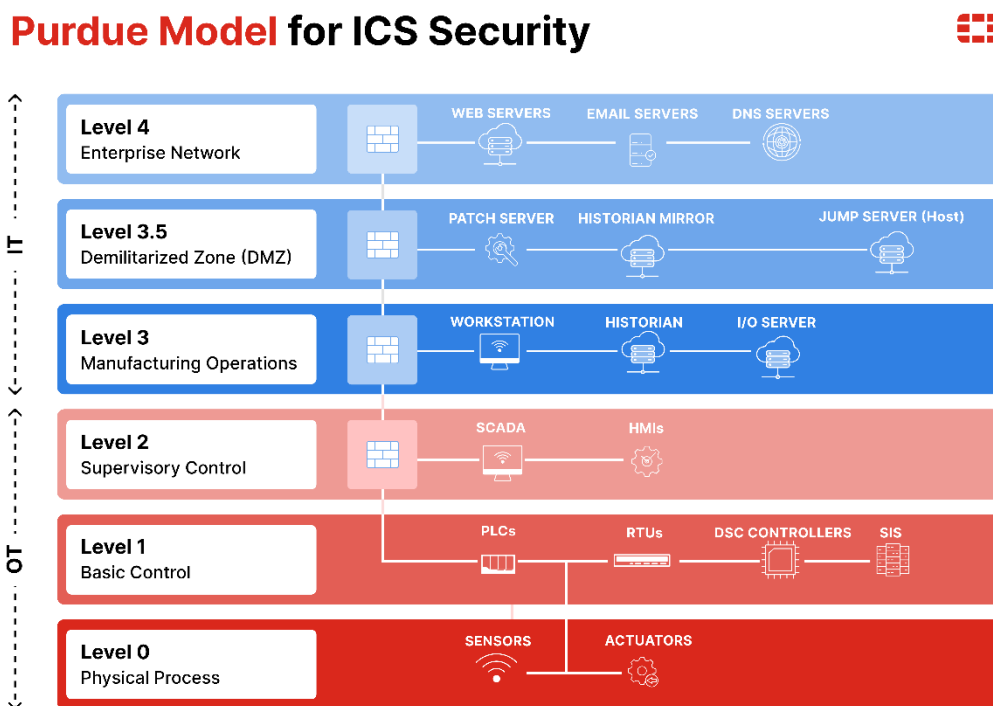 Purdue Model for ICS Security
IT
OT
Level 4
Enterprise Network
WEB SERVERS
EMAIL SERVERS
DNS SERVERS
Level 3.5
Demilitarized Zone (DMZ)
PATCH SERVER
HISTORIAN MIRROR
JUMP SERVER (Host)
Level 3
Manufacturing Operations
WORKSTATION
HISTORIAN
I/O SERVER
Level 2
Supervisory Control
SCADA
HMIs
Level 1
Basic Control
PLCs
RTUs
DSC CONTROLLERS
SIS
Level 0
Physical Process
SENSORS
ACTUATORS